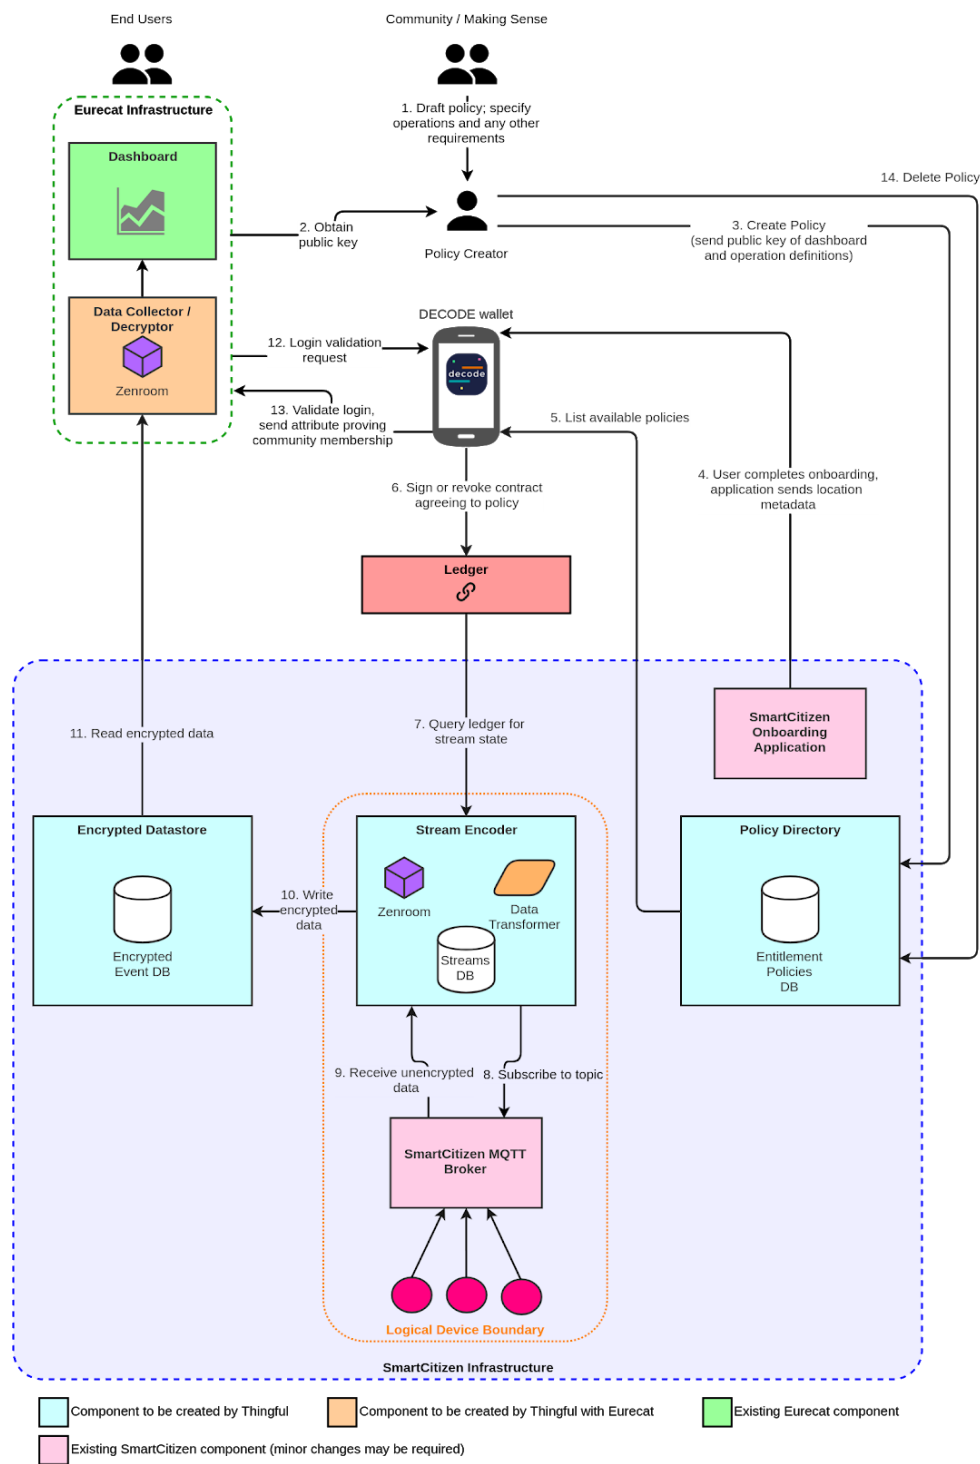 End Users
Community / Making Sense
Eurecat Infrastructure
Dashboard
1. Draft policy; specify
operations and any other
requirements
14. Delete Policy
2. Obtain
public key
Policy Creator
3. Create Policy
(send public key of dashboard
and operation definitions)
Data Collector /
Decryptor
Zenroom
DECODE wallet
decode
12. Login validation
request
13. Validate login,
send attribute proving
community membership
5. List available policies
4. User completes onboarding,
application sends location
metadata
6. Sign or revoke contract
agreeing to policy
Ledger
SmartCitizen
Onboarding
Application
7. Query ledger for
stream state
11. Read encrypted data
Encrypted Datastore
Encrypted
Event DB
10. Write
encrypted
data
Stream Encoder
Zenroom
Data
Transformer
Streams
DB
Policy Directory
Entitlement
Policies
DB
9. Receive unencrypted
data
8. Subscribe to topic
SmartCitizen MQTT
Broker
Logical Device Boundary
SmartCitizen Infrastructure
Component to be created by Thingful
Component to be created by Thingful with Eurecat
Existing Eurecat component
Existing SmartCitizen component (minor changes may be required)